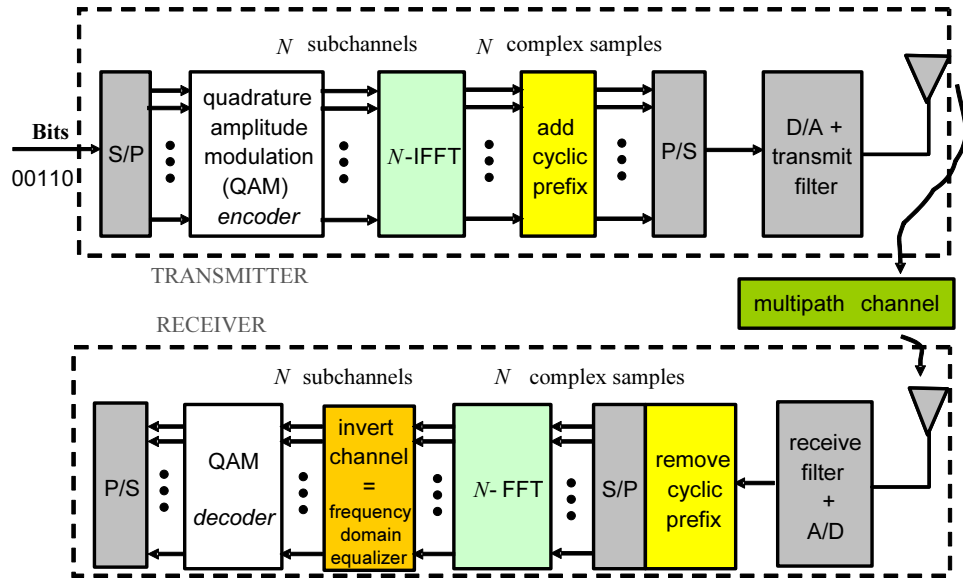 N subchannels
N complex samples
Bits
00110
S/P
quadrature
amplitude
modulation
(QAM)
encoder
N-IFFT
add
cyclic
prefix
P/S
D/A +
transmit
filter
TRANSMITTER
multipath channel
RECEIVER
N subchannels
N complex samples
P/S
QAM
decoder
invert
channel
=
frequency
domain
equalizer
N- FFT
S/P
remove
cyclic
prefix
receive
filter
+
A/D